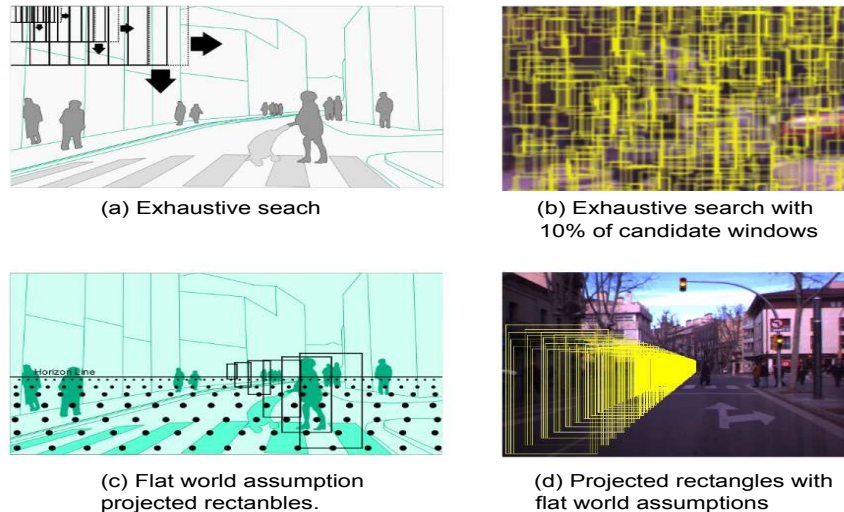 (a) Exhaustive seach
(b) Exhaustive search with
10% of candidate windows
Horizon Line
(c) Flat world assumption
projected rectanbles.
(d) Projected rectangles with
flat world assumptions